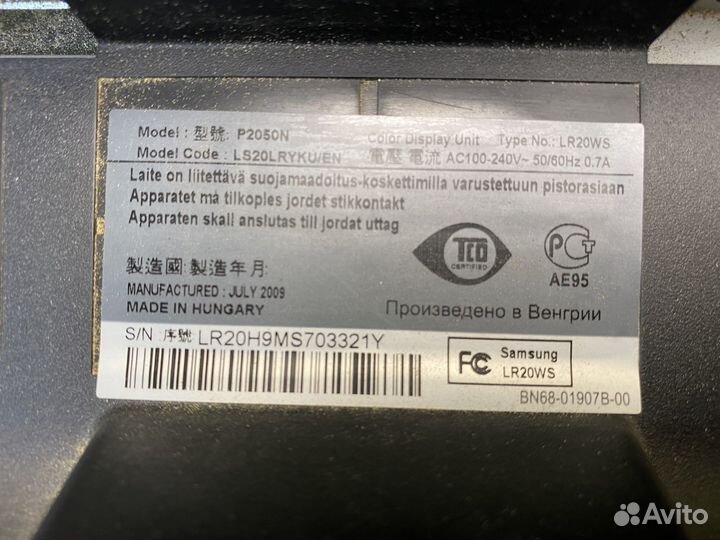 Model : 型號: P2050N Color Display Unit Type No.: LR20WS
Model Code : LS20LRYKU/EN 電壓 電流 AC100-240V~ 50/60Hz 0.7A
Laite on liitettävä suojamaadoitus-koskettimilla varustettuun pistorasiaan
Apparatet må tilkoples jordet stikkontakt
Apparaten skall anslutas till jordat uttag
TCO
CERTIFIED
РСТ
AE95
製造國: 製造年月:
MANUFACTURED : JULY 2009
MADE IN HUNGARY
Произведено в Венгрии
S/N : 序號: LR20H9MS703321Y
FC Samsung
LR20WS
BN68-01907B-00
Avito